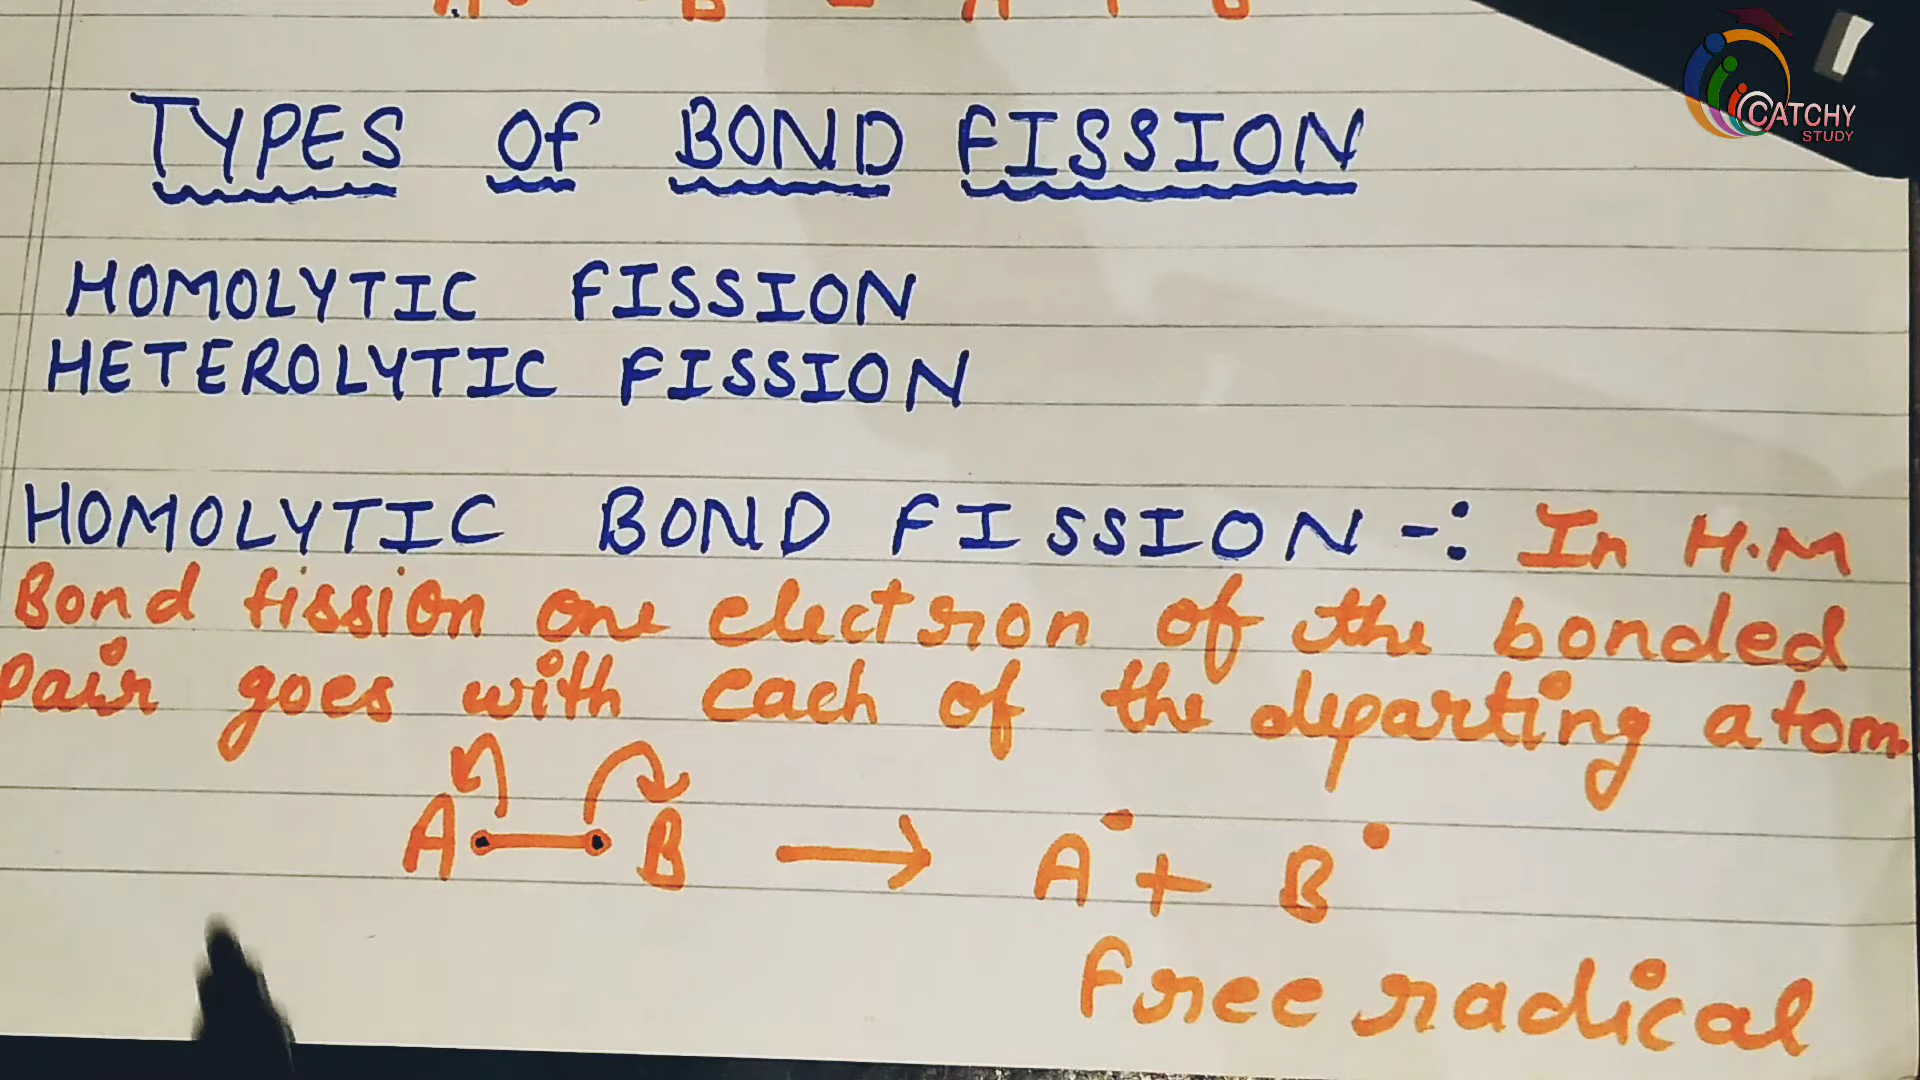 CATCHY
STUDY
TYPES Of BOND FISSION
HOMOLYTIC FISSION
HETEROLYTIC FISSION
HOMOLYTIC BOND FISSION -: In H.M
Bond fission one electron of the bonded
pair goes with each of the departing atom.
A — B → A• + B•
free radical